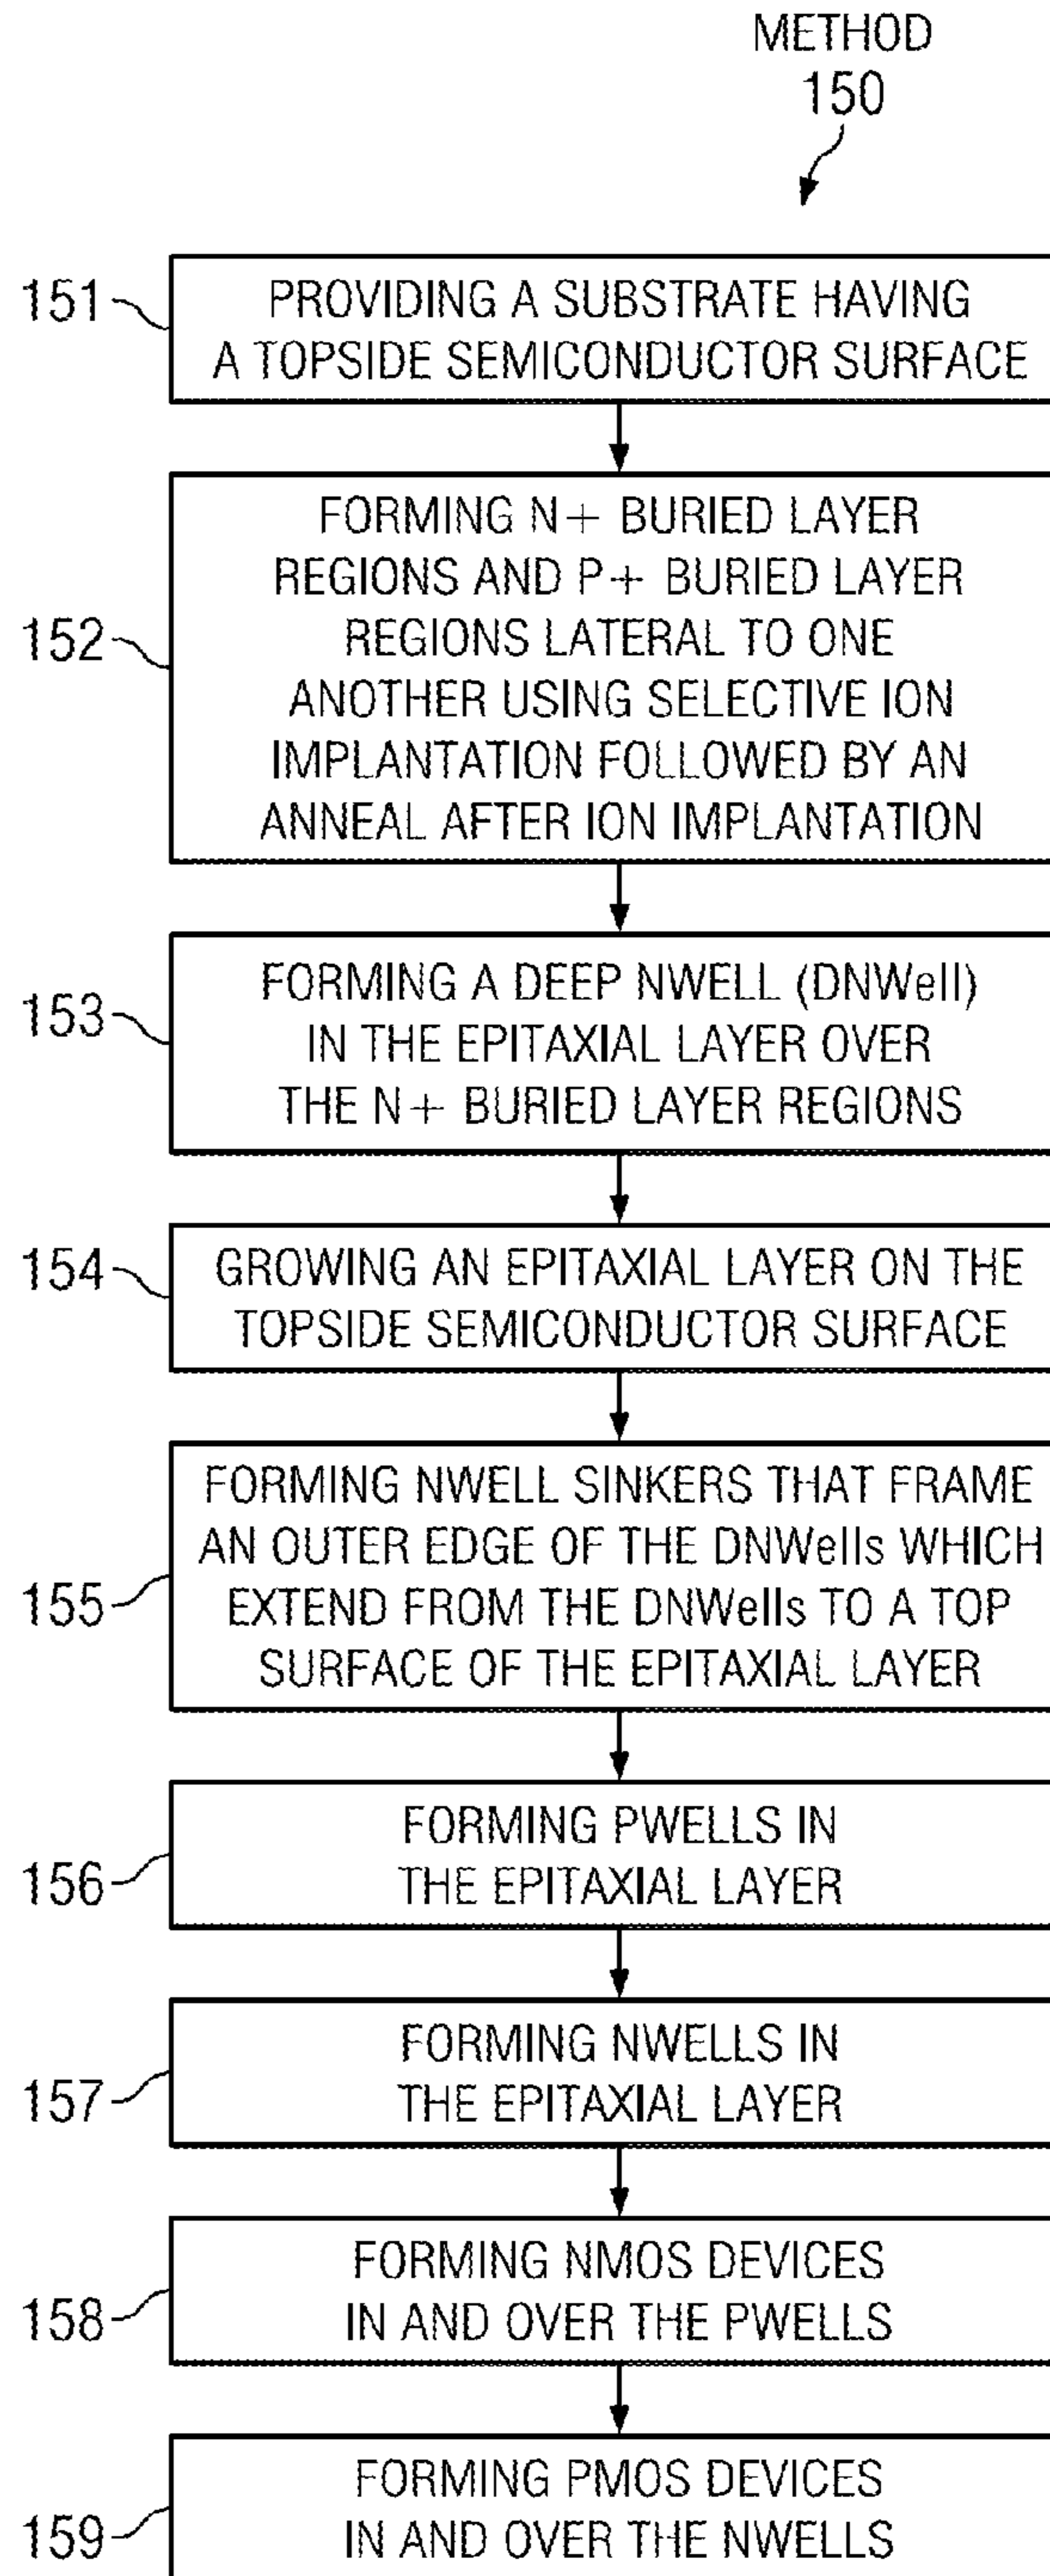 METHOD
150
151
PROVIDING A SUBSTRATE HAVING
A TOPSIDE SEMICONDUCTOR SURFACE
152
FORMING N+ BURIED LAYER
REGIONS AND P+ BURIED LAYER
REGIONS LATERAL TO ONE
ANOTHER USING SELECTIVE ION
IMPLANTATION FOLLOWED BY AN
ANNEAL AFTER ION IMPLANTATION
153
FORMING A DEEP NWELL (DNWell)
IN THE EPITAXIAL LAYER OVER
THE N+ BURIED LAYER REGIONS
154
GROWING AN EPITAXIAL LAYER ON THE
TOPSIDE SEMICONDUCTOR SURFACE
155
FORMING NWELL SINKERS THAT FRAME
AN OUTER EDGE OF THE DNWells WHICH
EXTEND FROM THE DNWells TO A TOP
SURFACE OF THE EPITAXIAL LAYER
156
FORMING PWELLS IN
THE EPITAXIAL LAYER
157
FORMING NWELLS IN
THE EPITAXIAL LAYER
158
FORMING NMOS DEVICES
IN AND OVER THE PWELLS
159
FORMING PMOS DEVICES
IN AND OVER THE NWELLS